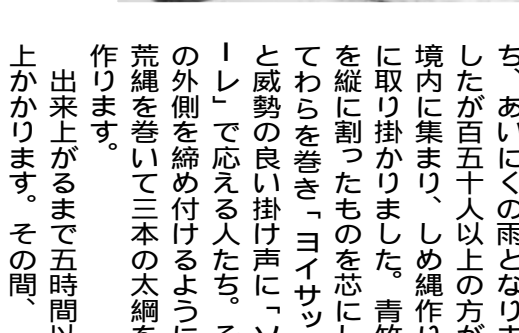 ち、あいにくの雨となりま
したが百五十人以上の方が
境内に集まり、しめ縄作り
に取り掛かりました。青竹
を縦に割ったものを芯にし
てわらを巻き「ヨイサッ
と威勢の良い掛け声に「ソ
ーレ」で応える人たち。そ
の外側を締め付けるように
荒縄を巻いて三本の太綱を
作ります。
出来上がるまで五時間以
上かかります。その間、